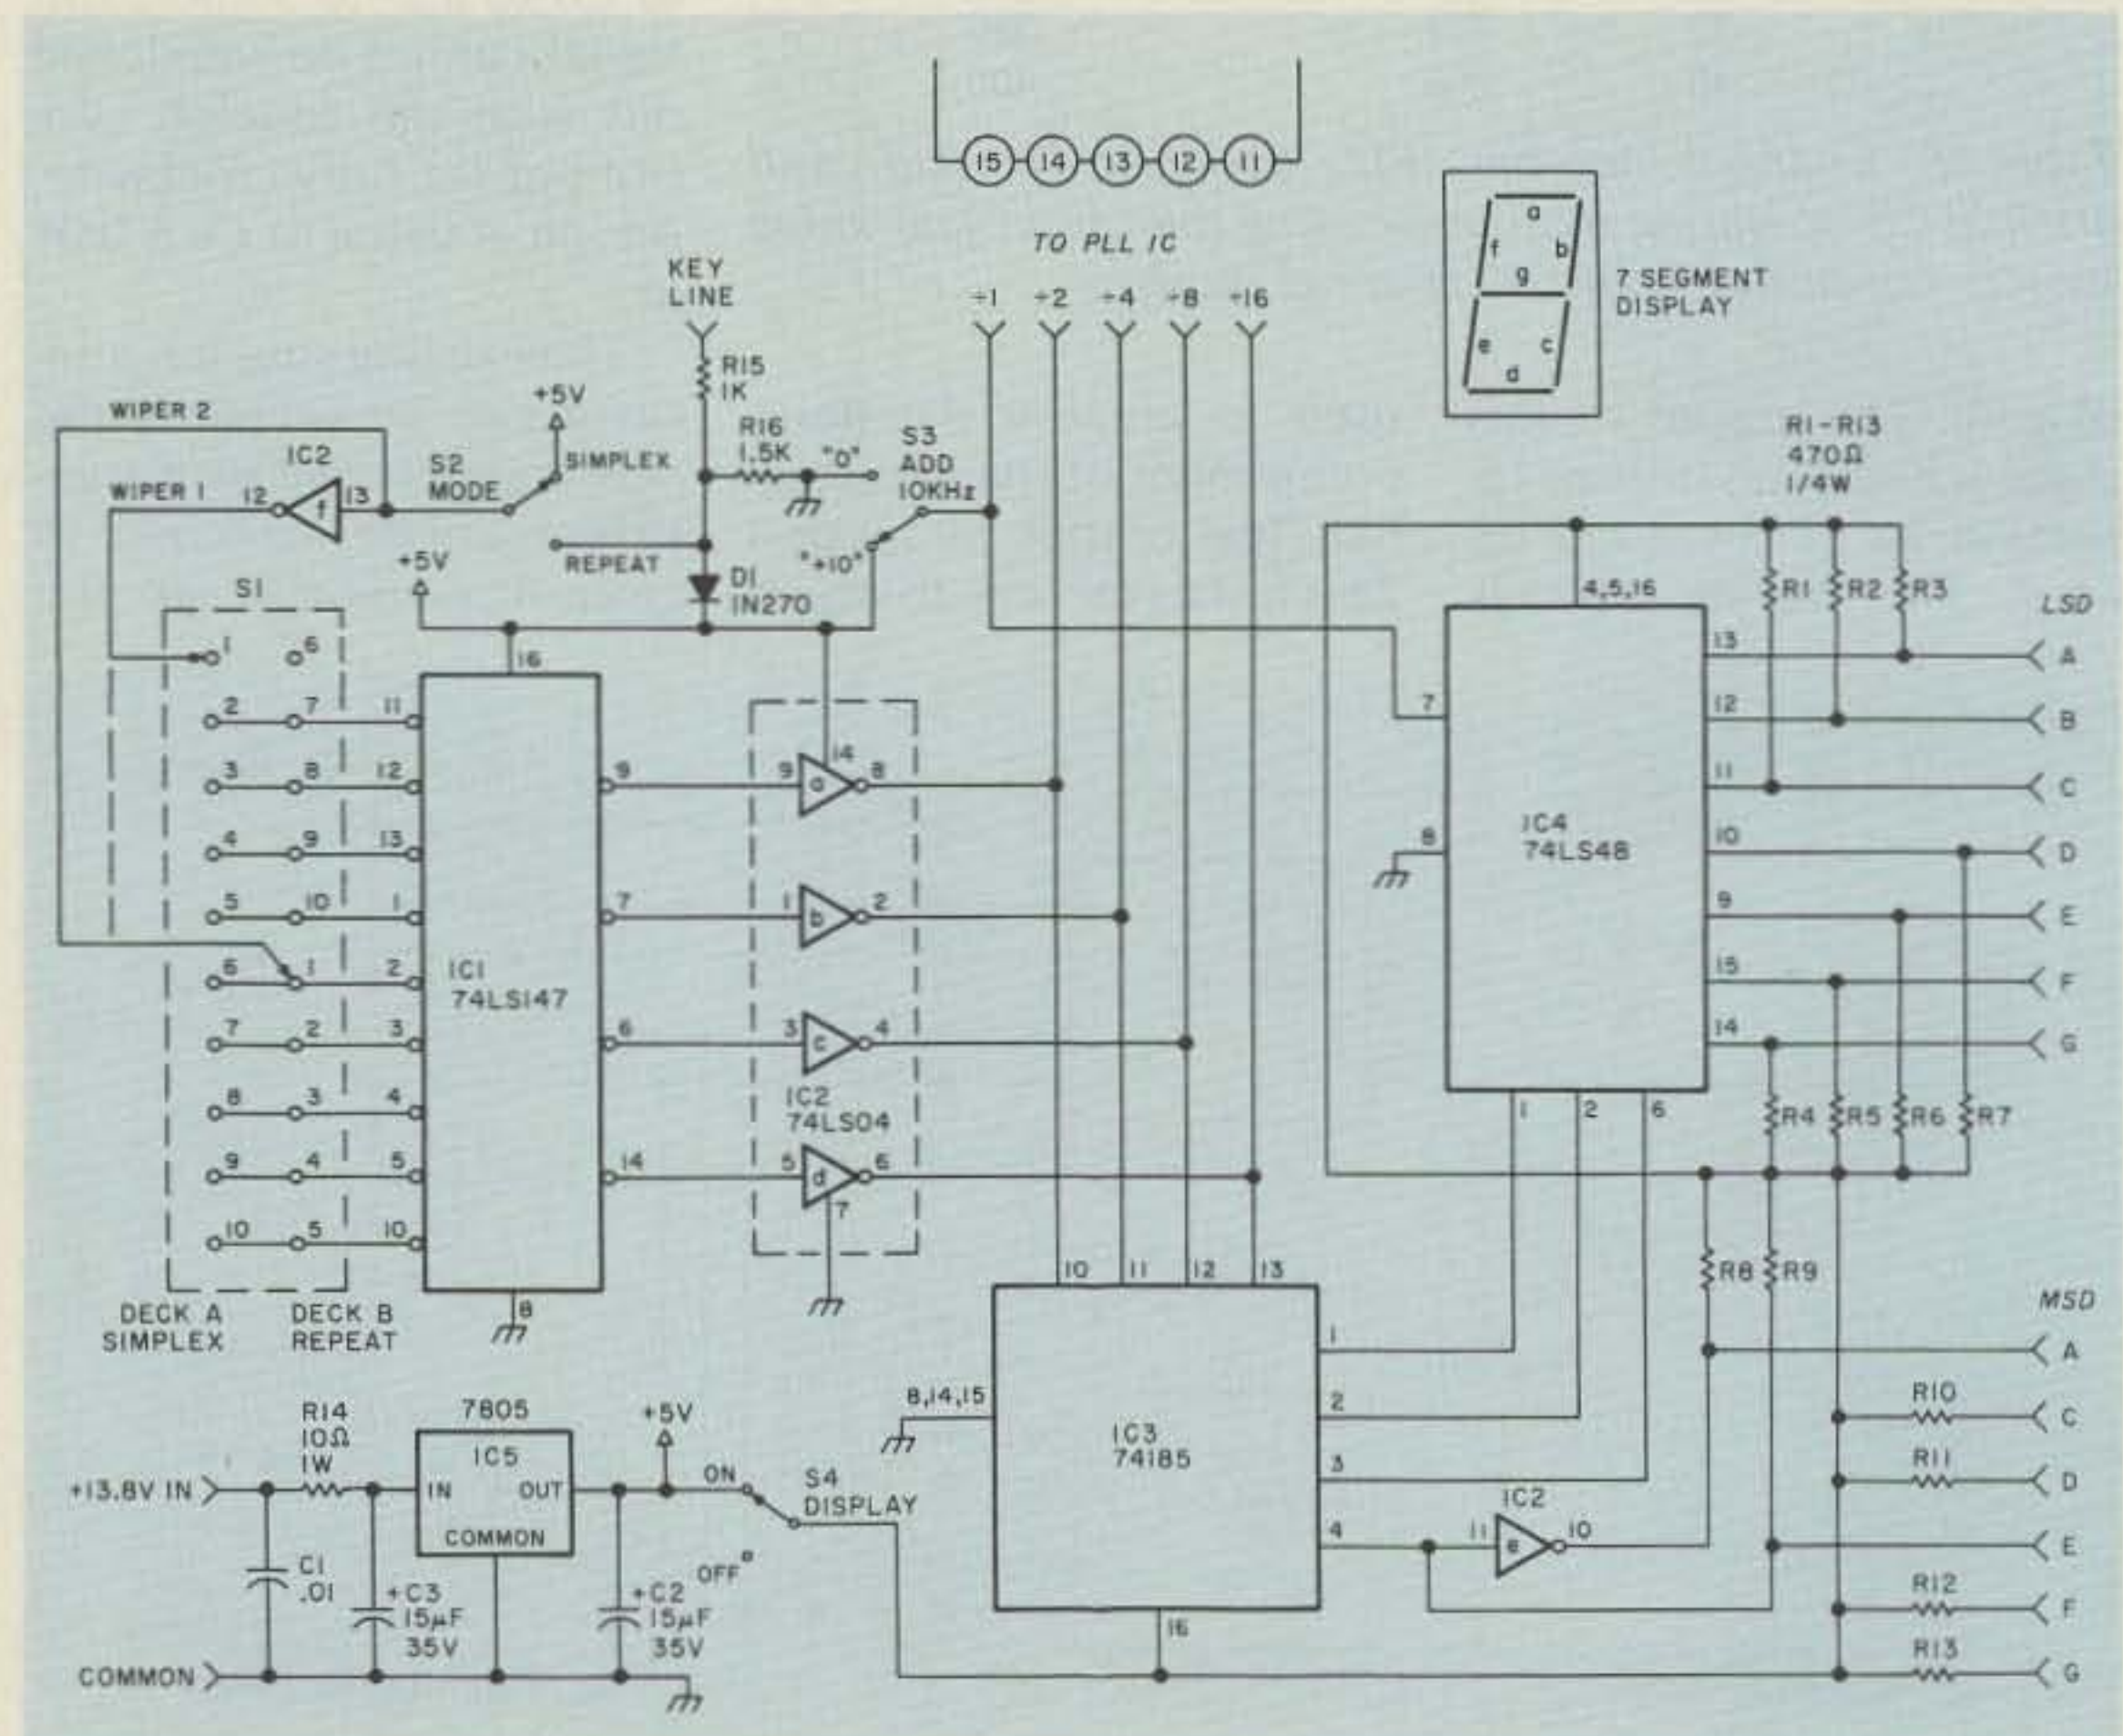 15 14 13 12 11
TO PLL IC
÷1 ÷2 ÷4 ÷8 ÷16
a
f b
g
e c
d
7 SEGMENT
DISPLAY
KEY
LINE
R15
1K
R16
1.5K
"0"
S3
ADD
10KHz
"+10"
+5V
SIMPLEX
S2
MODE
REPEAT
D1
1N270
WIPER 2
IC2
WIPER 1
12 f 13
+5V
S1
1 6
2 7 11
3 8 12
4 9 13
5 10 1
6 1 2
7 2 3
8 3 4
9 4 5
10 5 10
DECK A
SIMPLEX
DECK B
REPEAT
16
IC1
74LS147
8
9
7
6
14
14
9 a 8
1 b 2
3 c 4
IC2
74LS04
5 d 6
7
R1-R13
470Ω
1/4W
4,5,16
R1 R2 R3
LSD
7
8
IC4
74LS48
13 A
12 B
11 C
10 D
9 E
15 F
14 G
1 2 6
R4 R5 R6 R7
R8 R9
10 11 12 13
8,14,15
IC3
74185
1
2
3
4
16
IC2
11 e 10
MSD
A
R10 C
R11 D
E
R12 F
R13 G
+13.8V IN
R14
10Ω
1W
7805
IC5
IN OUT
COMMON
+5V
ON
S4
DISPLAY
OFF
C1
.01
+C3
15µF
35V
+C2
15µF
35V
COMMON